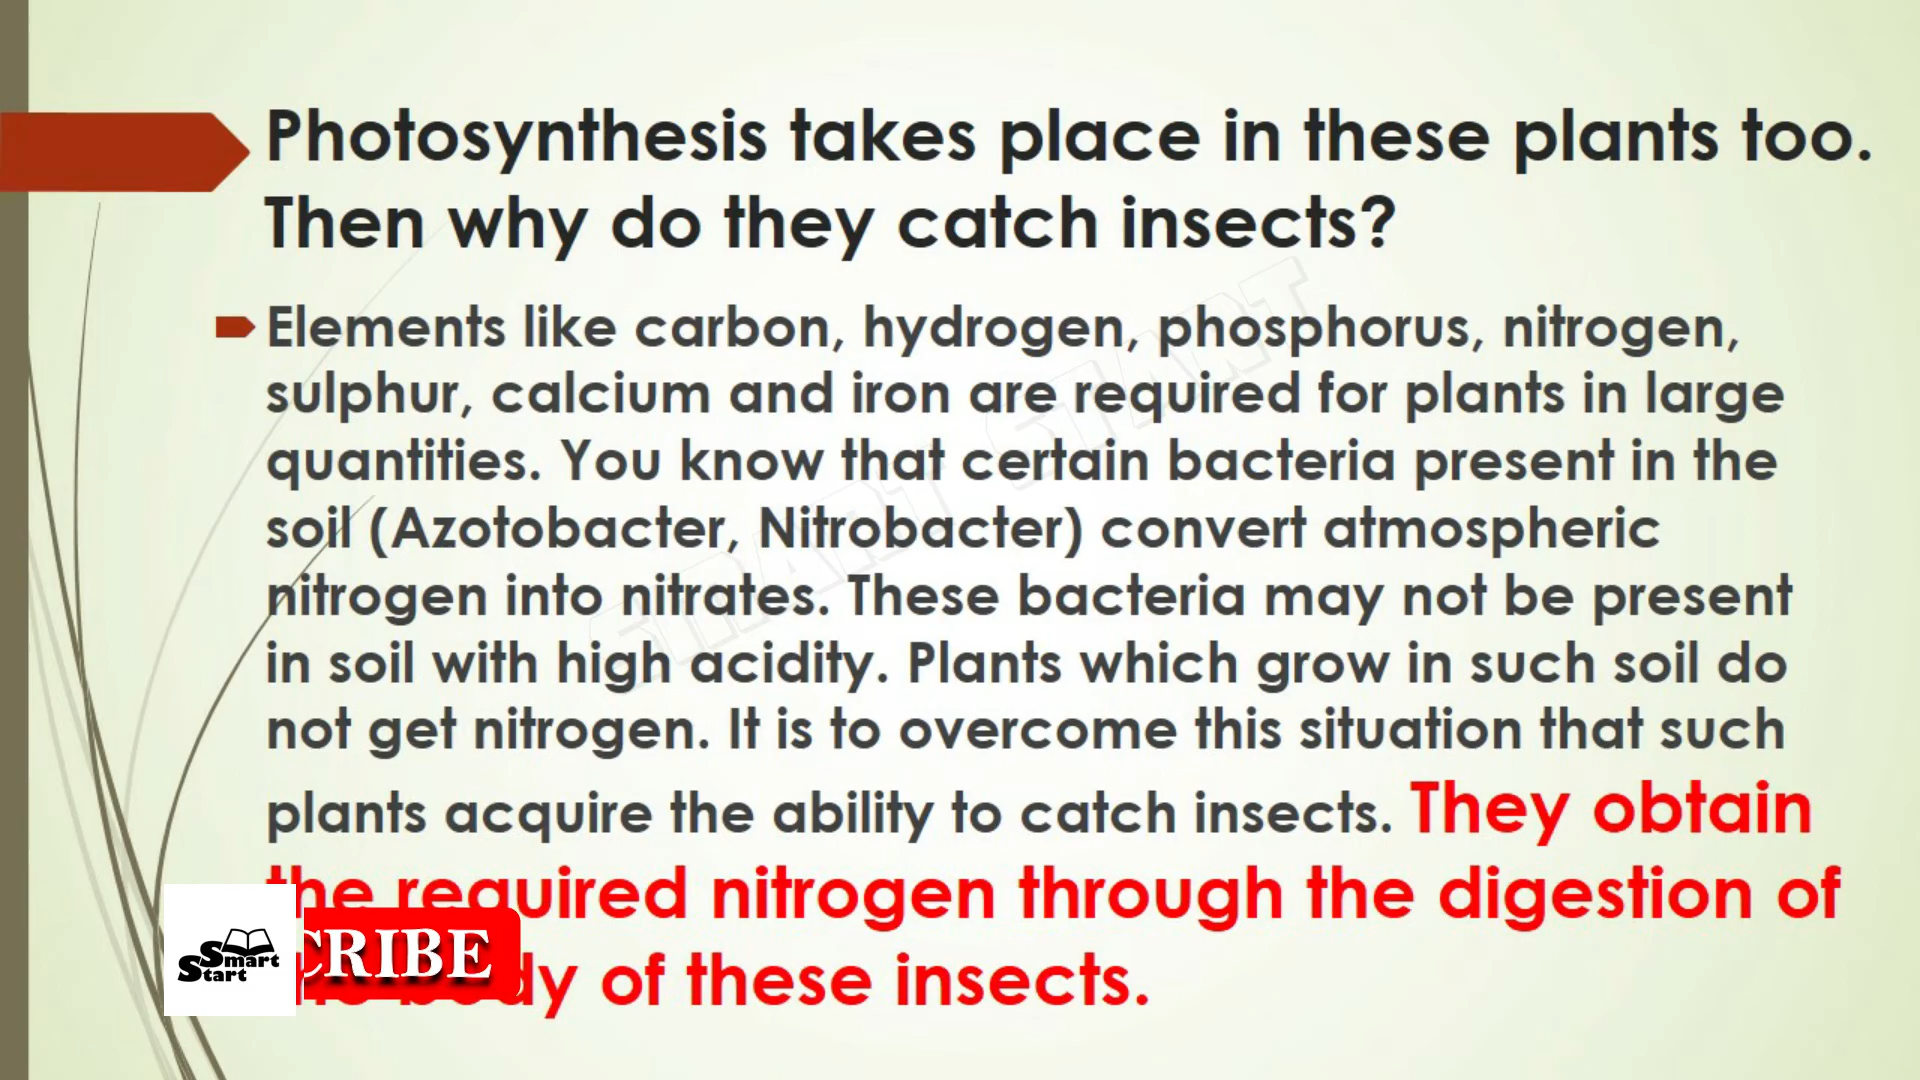 Photosynthesis takes place in these plants too.
Then why do they catch insects?
Elements like carbon, hydrogen, phosphorus, nitrogen,
sulphur, calcium and iron are required for plants in large
quantities. You know that certain bacteria present in the
soil (Azotobacter, Nitrobacter) convert atmospheric
nitrogen into nitrates. These bacteria may not be present
in soil with high acidity. Plants which grow in such soil do
not get nitrogen. It is to overcome this situation that such
plants acquire the ability to catch insects. They obtain
the required nitrogen through the digestion of
body of these insects.
Smart
Start
CRIBE
START